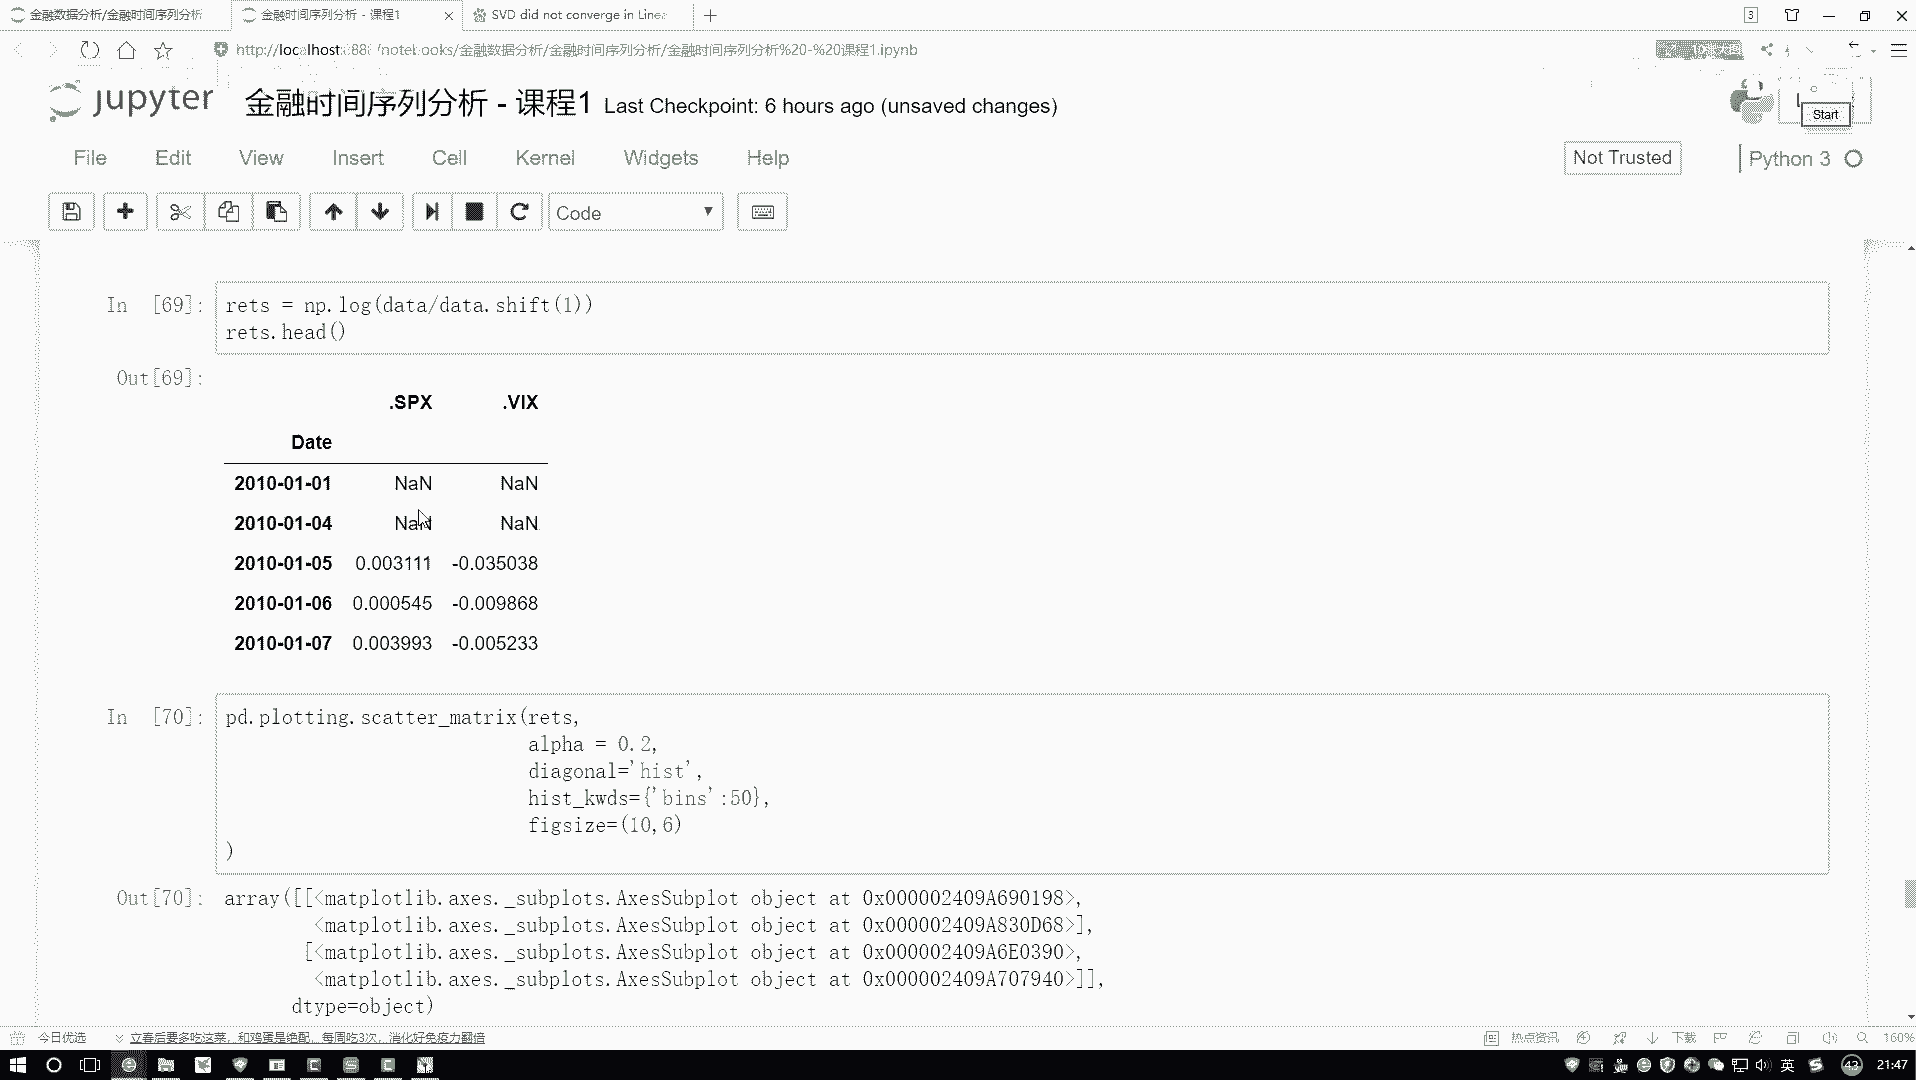 金融数据分析/金融时间序列分析
金融时间序列分析 - 课程1
SVD did not converge in Linea
3
http://localhost:888 /notebooks/金融数据分析/金融时间序列分析/金融时间序列分析%20-%20课程1.ipynb
jupyter
金融时间序列分析 - 课程1
Last Checkpoint: 6 hours ago (unsaved changes)
Start
File Edit View Insert Cell Kernel Widgets Help
Not Trusted
Python 3
Code
In [69]:
rets = np.log(data/data.shift(1))
rets.head()
Out[69]:
.SPX .VIX
Date
2010-01-01 NaN NaN
2010-01-04 NaN NaN
2010-01-05 0.003111 -0.035038
2010-01-06 0.000545 -0.009868
2010-01-07 0.003993 -0.005233
In [70]:
pd.plotting.scatter_matrix(rets,
alpha = 0.2,
diagonal='hist',
hist_kwds={'bins':50},
figsize=(10,6)
)
Out[70]:
array([[<matplotlib.axes._subplots.AxesSubplot object at 0x000002409A690198>,
<matplotlib.axes._subplots.AxesSubplot object at 0x000002409A830D68>],
[<matplotlib.axes._subplots.AxesSubplot object at 0x000002409A6E0390>,
<matplotlib.axes._subplots.AxesSubplot object at 0x000002409A707940>]],
dtype=object)
今日优选
立春后要多吃这菜，和鸡蛋是绝配，每周吃3次，消化好免疫力翻倍
热点资讯
下载
160%
英
43
21:47